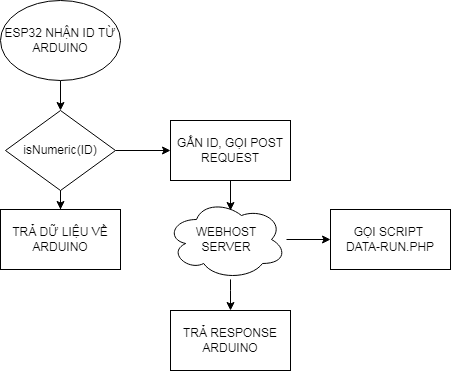 ESP32 NHẬN ID TỪ
ARDUINO
isNumeric(ID)
GẮN ID, GỌI POST
REQUEST
TRẢ DỮ LIỆU VỀ
ARDUINO
WEBHOST
SERVER
GỌI SCRIPT
DATA-RUN.PHP
TRẢ RESPONSE
ARDUINO